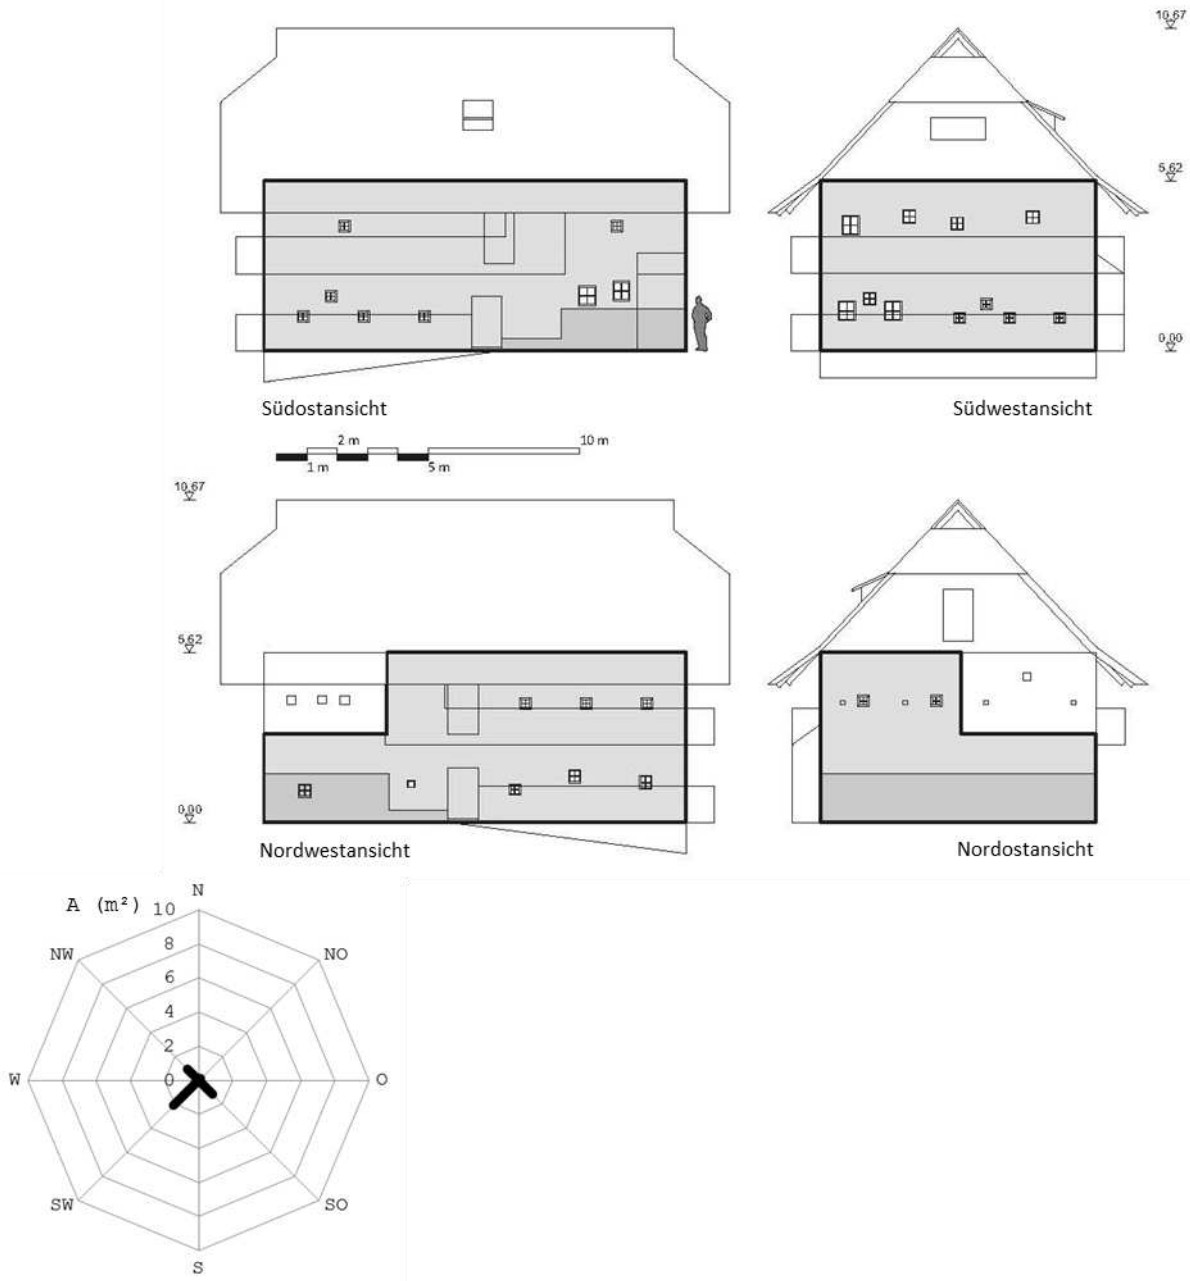 10,67
5,62
0,00
Südostansicht
Südwestansicht
2 m
10 m
1 m
5 m
10,67
5,62
0,00
Nordwestansicht
Nordostansicht
A (m²)
N
10
8
NW
NO
6
4
2
W
0
O
SW
SO
S